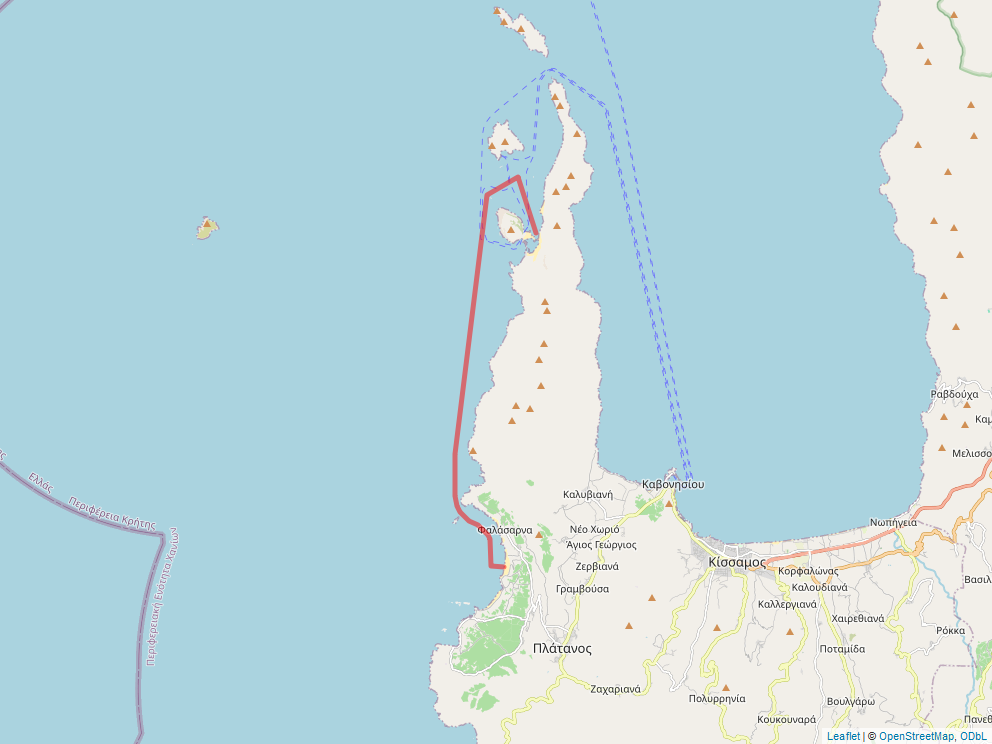 Ραβδούχα
Καμ
Μελισσο
ας
Ελλάς
Περιφέρεια Κρήτης
Περιφερειακή Ενότητα Χανίων
Καβονησίου
Καλυβιανή
Φαλάσαρνα
Νέο Χωριό
Νωπήγεια
Άγιος Γεώργιος
Ζερβιανά
Κίσσαμος
Κορφαλώνας
Βασιλ
Γραμβούσα
Καλουδιανά
Καλλεργιανά
Χαιρεθιανά
Ρόκκα
Πλάτανος
Ποταμίδα
Ζαχαριανά
Πολυρρηνία
Βουλγάρω
Κουκουναρά
Πανεθ
Leaflet | © OpenStreetMap, ODbL